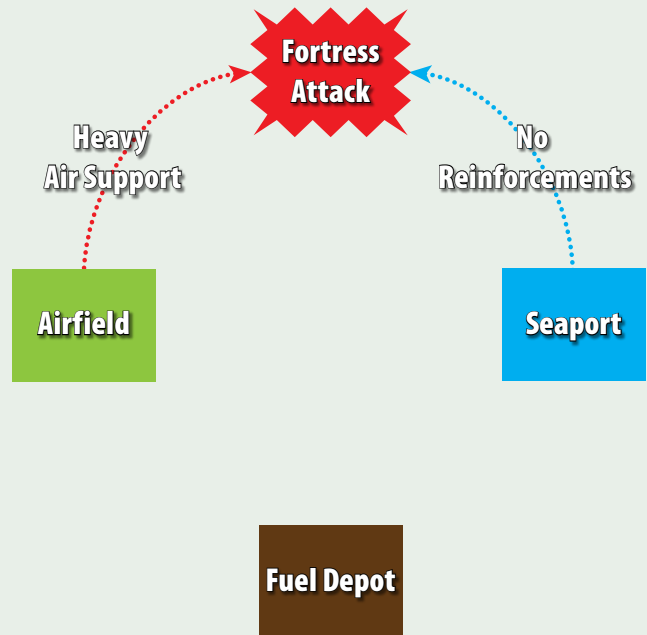 Fortress
Attack
Heavy
Air Support
No
Reinforcements
Airfield
Seaport
Fuel Depot